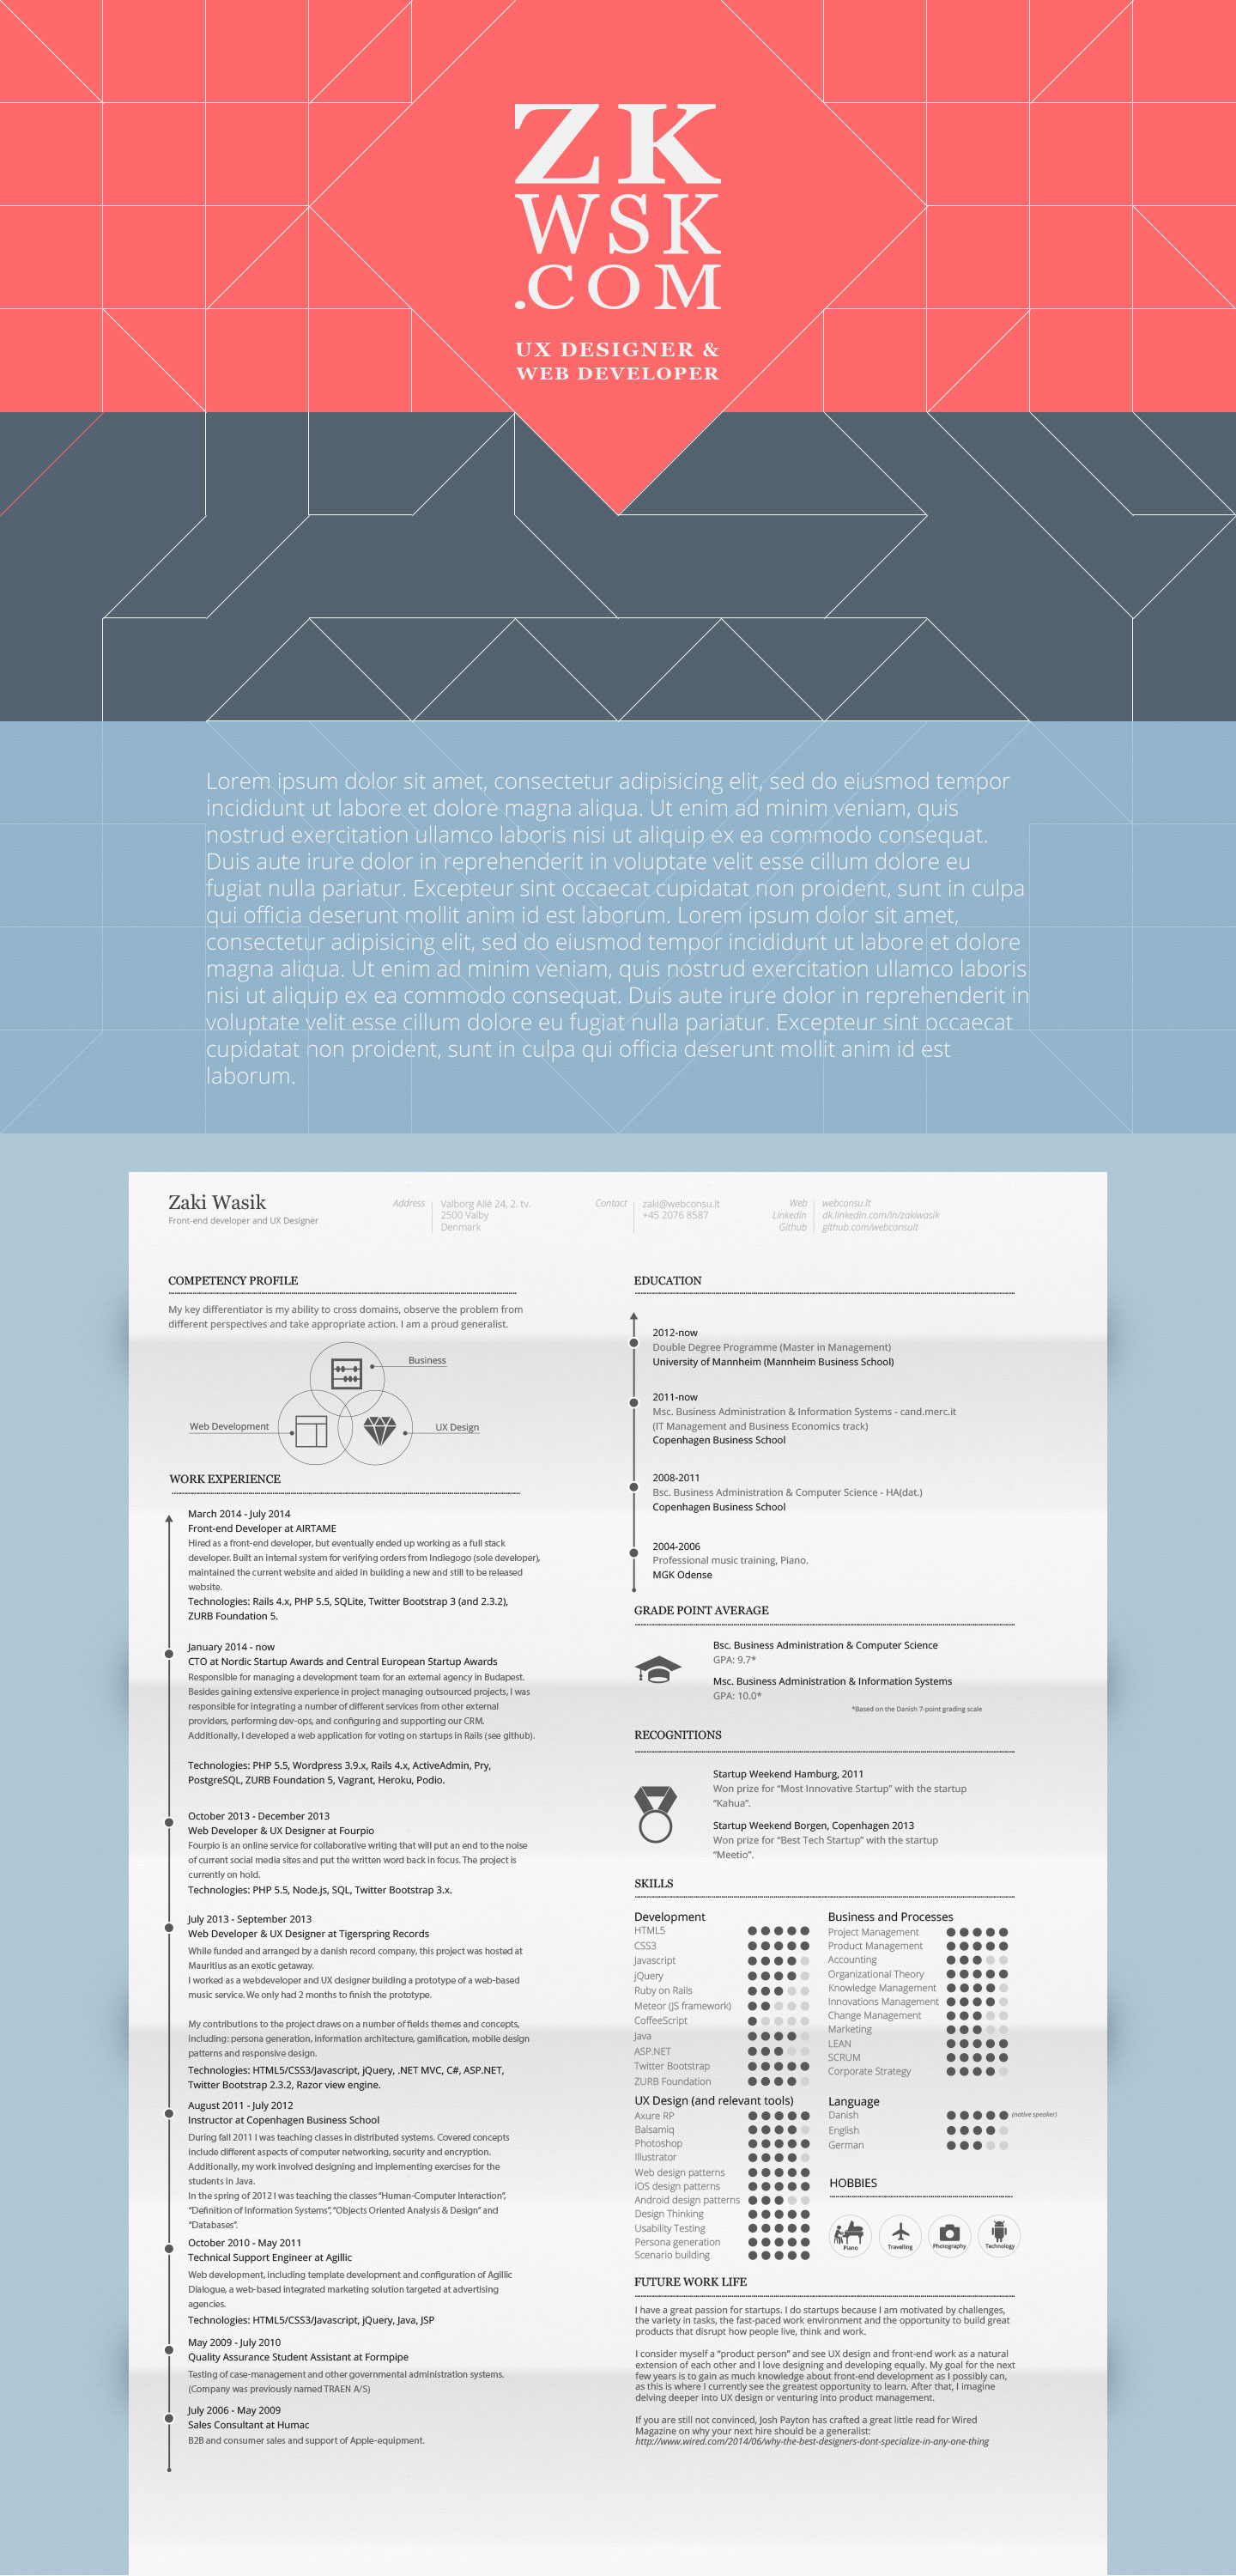 ZK
WSK
.COM
UX DESIGNER &
WEB DEVELOPER
Lorem ipsum dolor sit amet, consectetur adipisicing elit, sed do eiusmod tempor
incididunt ut labore et dolore magna aliqua. Ut enim ad minim veniam, quis
nostrud exercitation ullamco laboris nisi ut aliquip ex ea commodo consequat.
Duis aute irure dolor in reprehenderit in voluptate velit esse cillum dolore eu
fugiat nulla pariatur. Excepteur sint occaecat cupidatat non proident, sunt in culpa
qui officia deserunt mollit anim id est laborum. Lorem ipsum dolor sit amet,
consectetur adipisicing elit, sed do eiusmod tempor incididunt ut labore et dolore
magna aliqua. Ut enim ad minim veniam, quis nostrud exercitation ullamco laboris
nisi ut aliquip ex ea commodo consequat. Duis aute irure dolor in reprehenderit in
voluptate velit esse cillum dolore eu fugiat nulla pariatur. Excepteur sint occaecat
cupidatat non proident, sunt in culpa qui officia deserunt mollit anim id est
laborum.
Zaki Wasik
Front-end developer and UX Designer
Address
Valborg Allé 24, 2. tv.
2500 Valby
Denmark
Contact
zaki@webconsu.lt
+45 2076 8587
Web
webconsu.lt
Linkedin
dk.linkedin.com/in/zakiwasik
Github
github.com/webconsult
COMPETENCY PROFILE
My key differentiator is my ability to cross domains, observe the problem from
different perspectives and take appropriate action. I am a proud generalist.
Business
Web Development
UX Design
WORK EXPERIENCE
March 2014 - July 2014
Front-end Developer at AIRTAME
Hired as a front-end developer, but eventually ended up working as a full stack
developer. Built an internal system for verifying orders from Indiegogo (sole developer),
maintained the current website and aided in building a new and still to be released
website.
Technologies: Rails 4.x, PHP 5.5, SQLite, Twitter Bootstrap 3 (and 2.3.2),
ZURB Foundation 5.
January 2014 - now
CTO at Nordic Startup Awards and Central European Startup Awards
Responsible for managing a development team for an external agency in Budapest.
Besides gaining extensive experience in project managing outsourced projects, I was
responsible for integrating a number of different services from other external
providers, performing dev-ops, and configuring and supporting our CRM.
Additionally, I developed a web application for voting on startups in Rails (see github).
Technologies: PHP 5.5, Wordpress 3.9.x, Rails 4.x, ActiveAdmin, Pry,
PostgreSQL, ZURB Foundation 5, Vagrant, Heroku, Podio.
October 2013 - December 2013
Web Developer & UX Designer at Fourpio
Fourpio is an online service for collaborative writing that will put an end to the noise
of current social media sites and put the written word back in focus. The project is
currently on hold.
Technologies: PHP 5.5, Node.js, SQL, Twitter Bootstrap 3.x.
July 2013 - September 2013
Web Developer & UX Designer at Tigerspring Records
While funded and arranged by a danish record company, this project was hosted at
Mauritius as an exotic getaway.
I worked as a webdeveloper and UX designer building a prototype of a web-based
music service. We only had 2 months to finish the prototype.
My contributions to the project draws on a number of fields themes and concepts,
including: persona generation, information architecture, gamification, mobile design
patterns and responsive design.
Technologies: HTML5/CSS3/Javascript, jQuery, .NET MVC, C#, ASP.NET,
Twitter Bootstrap 2.3.2, Razor view engine.
August 2011 - July 2012
Instructor at Copenhagen Business School
During fall 2011 I was teaching classes in distributed systems. Covered concepts
include different aspects of computer networking, security and encryption.
Additionally, my work involved designing and implementing exercises for the
students in Java.
In the spring of 2012 I was teaching the classes "Human-Computer Interaction",
"Definition of Information Systems", "Objects Oriented Analysis & Design" and
"Databases".
October 2010 - May 2011
Technical Support Engineer at Agillic
Web development, including template development and configuration of Agillic
Dialogue, a web-based integrated marketing solution targeted at advertising
agencies.
Technologies: HTML5/CSS3/Javascript, jQuery, Java, JSP
May 2009 - July 2010
Quality Assurance Student Assistant at Formpipe
Testing of case-management and other governmental administration systems.
(Company was previously named TRAEN A/S)
July 2006 - May 2009
Sales Consultant at Humac
B2B and consumer sales and support of Apple-equipment.
EDUCATION
2012-now
Double Degree Programme (Master in Management)
University of Mannheim (Mannheim Business School)
2011-now
Msc. Business Administration & Information Systems - cand.merc.it
(IT Management and Business Economics track)
Copenhagen Business School
2008-2011
Bsc. Business Administration & Computer Science - HA(dat.)
Copenhagen Business School
2004-2006
Professional music training, Piano.
MGK Odense
GRADE POINT AVERAGE
Bsc. Business Administration & Computer Science
GPA: 9.7*
Msc. Business Administration & Information Systems
GPA: 10.0*
*Based on the Danish 7-point grading scale
RECOGNITIONS
Startup Weekend Hamburg, 2011
Won prize for "Most Innovative Startup" with the startup
"Kahua".
Startup Weekend Borgen, Copenhagen 2013
Won prize for "Best Tech Startup" with the startup
"Meetio".
SKILLS
Development
HTML5
CSS3
Javascript
jQuery
Ruby on Rails
Meteor (JS framework)
CoffeeScript
Java
ASP.NET
Twitter Bootstrap
ZURB Foundation
UX Design (and relevant tools)
Axure RP
Balsamiq
Photoshop
Illustrator
Web design patterns
iOS design patterns
Android design patterns
Design Thinking
Usability Testing
Persona generation
Scenario building
Business and Processes
Project Management
Product Management
Accounting
Organizational Theory
Knowledge Management
Innovations Management
Change Management
Marketing
LEAN
SCRUM
Corporate Strategy
Language
Danish (native speaker)
English
German
HOBBIES
Piano
Travelling
Photography
Technology
FUTURE WORK LIFE
I have a great passion for startups. I do startups because I am motivated by challenges,
the variety in tasks, the fast-paced work environment and the opportunity to build great
products that disrupt how people live, think and work.
I consider myself a "product person" and see UX design and front-end work as a natural
extension of each other and I love designing and developing equally. My goal for the next
few years is to gain as much knowledge about front-end development as I possibly can,
as this is where I currently see the greatest opportunity to learn. After that, I imagine
delving deeper into UX design or venturing into product management.
If you are still not convinced, Josh Payton has crafted a great little read for Wired
Magazine on why your next hire should be a generalist:
http://www.wired.com/2014/06/why-the-best-designers-dont-specialize-in-any-one-thing